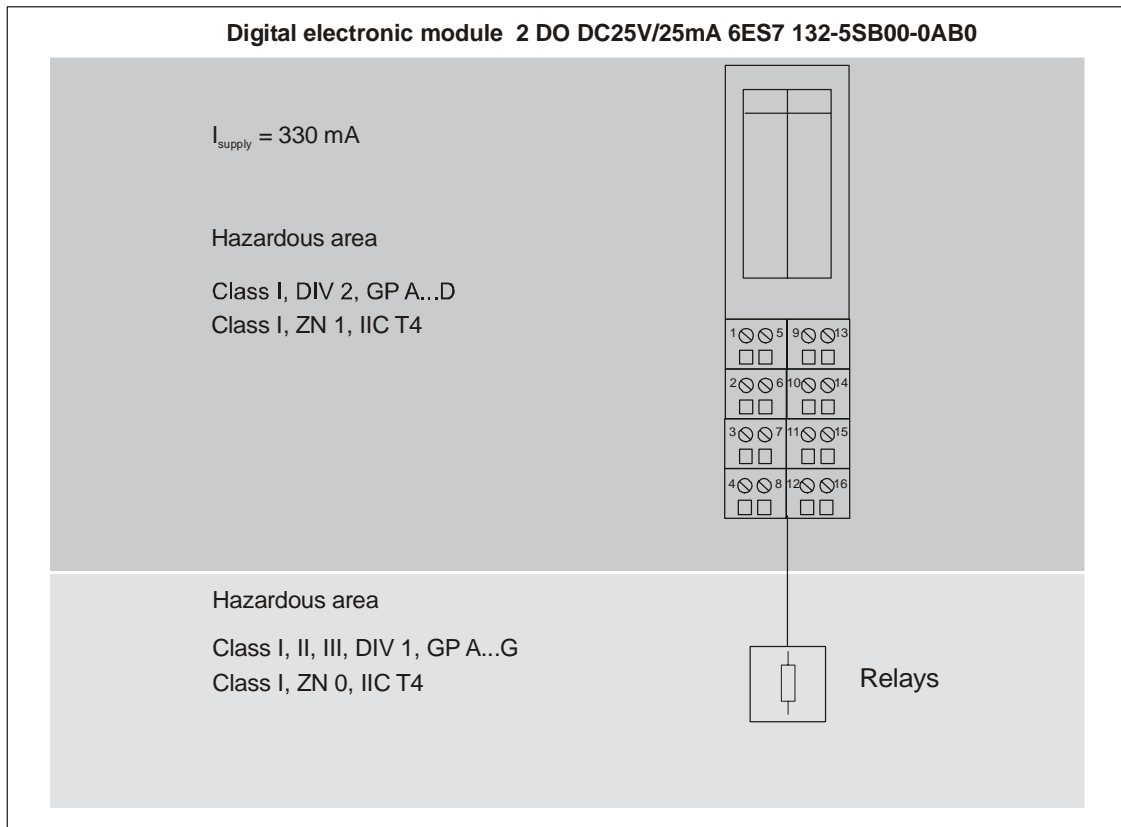 Digital electronic module 2 DO DC25V/25mA 6ES7 132-5SB00-0AB0
Isupply = 330 mA
Hazardous area
Class I, DIV 2, GP A...D
Class I, ZN 1, IIC T4
1 5 9 13
2 6 10 14
3 7 11 15
4 8 12 16
Hazardous area
Class I, II, III, DIV 1, GP A...G
Class I, ZN 0, IIC T4
Relays